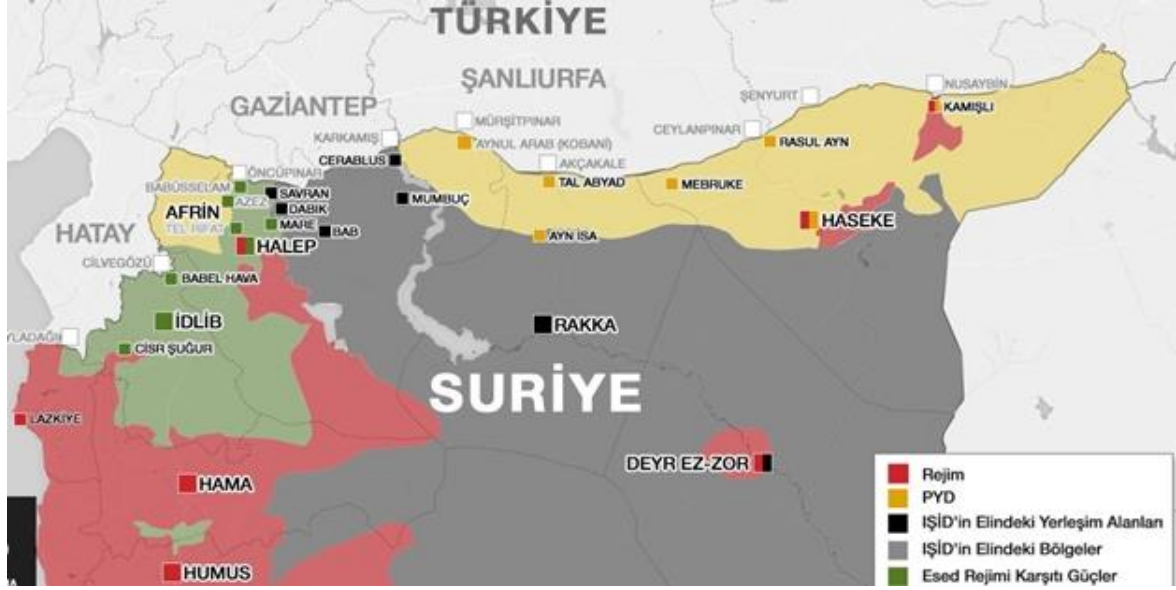 TÜRKİYE
ŞANLIURFA
GAZİANTEP
NUSAYBİN
ŞENYURT
KAMIŞLI
MÜRŞİTPINAR
CEYLANPINAR
KARKAMIŞ
AYNUL ARAB (KOBANİ)
RASUL AYN
CERABLUS
AKÇAKALE
ÖNCÜPINAR
BABÜSSELAM
TAL ABYAD
MEBRUKE
SAVRAN
MUMBUÇ
AZEZ
DABIK
AFRİN
HASEKE
MARE
TEL RIFAT
BAB
AYN İSA
HATAY
HALEP
CİLVEGÖZÜ
BABEL HAVA
İDLİB
RAKKA
YLADAĞI
CİSR ŞUĞUR
SURİYE
LAZKİYE
DEYR EZ-ZOR
HAMA
HUMUS
Rejim
PYD
IŞİD'in Elindeki Yerleşim Alanları
IŞİD'in Elindeki Bölgeler
Esed Rejimi Karşıtı Güçler